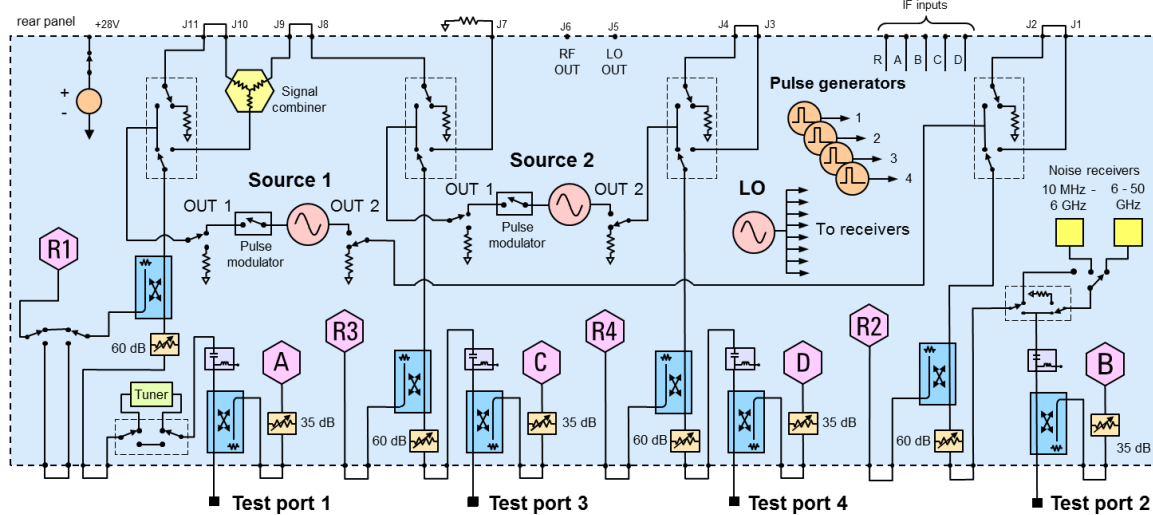 IF inputs
rear panel +28V J11 J10 J9 J8 J7 J6 J5 J4 J3 J2 J1
RF OUT
LO OUT
R A B C D
+
-
Signal combiner
Pulse generators
1
2
3
4
Source 1
Source 2
LO
OUT 1
OUT 2
OUT 1
OUT 2
Pulse modulator
Pulse modulator
To receivers
Noise receivers
10 MHz - 6 GHz
6 - 50 GHz
R1
R3
R4
R2
60 dB
A
C
D
B
Tuner
35 dB
60 dB
35 dB
60 dB
35 dB
60 dB
35 dB
Test port 1
Test port 3
Test port 4
Test port 2